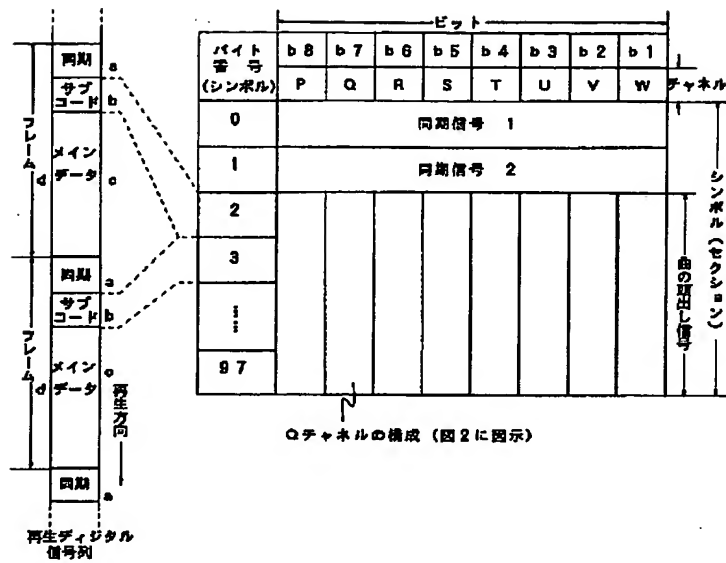 ビット
バイト番号(シンボル) b8 b7 b6 b5 b4 b3 b2 b1
P Q R S T U V W チャネル
0 同期信号 1
1 同期信号 2
2
3
⋮
97
曲の頭出し信号
シンボル(セクション)
Qチャネルの構成 (図2に図示)
同期 a
サブコード b
メインデータ c
フレーム d
同期 a
サブコード b
メインデータ c
フレーム d
再生方向
同期 a
再生ディジタル
信号列